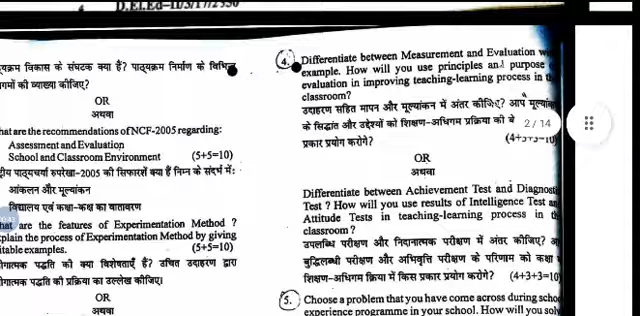 4 D.El.Ed-II/3/177/2350
ठ्यक्रम विकास के संघटक क्या हैं? पाठ्यक्रम निर्माण के विभिन्न
गमों की व्याख्या कीजिए?
OR
अथवा
hat are the recommendations of NCF-2005 regarding:
Assessment and Evaluation
School and Classroom Environment (5+5=10)
ट्रीय पाठ्यचर्या रुपरेखा-2005 की सिफारशें क्या हैं निम्न के संदर्भ में:
आंकलन और मूल्यांकन
विद्यालय एवं कक्षा-कक्ष का वातावरण
hat are the features of Experimentation Method ?
plain the process of Experimentation Method by giving
itable examples. (5+5=10)
योगात्मक पद्धति की क्या विशेषताएँ हैं? उचित उदाहरण द्वारा
गात्मक पद्धति की प्रक्रिया का उल्लेख कीजिए।
OR
अथवा
4. Differentiate between Measurement and Evaluation
example. How will you use principles and purpose
evaluation in improving teaching-learning process in
classroom?
उदाहरण सहित मापन और मूल्यांकन में अंतर कीजिए? आप मूल्यां
के सिद्धांत और उद्देश्यों को शिक्षण-अधिगम प्रक्रिया को बे
2 / 14
प्रकार प्रयोग करोगे?
OR
अथवा
Differentiate between Achievement Test and Diagnosti
Test ? How will you use results of Intelligence Test
Attitude Tests in teaching-learning process in
classroom ?
उपलब्धि परीक्षण और निदानात्मक परीक्षण में अंतर कीजिए?
बुद्धिलब्धी परीक्षण और अभिवृत्ति परीक्षण के परिणाम को कक्षा
शिक्षण-अधिगम क्रिया में किस प्रकार प्रयोग करोगे? (4+3+3=10)
5. Choose a problem that you have come across during scho
experience programme in your school. How will you sol